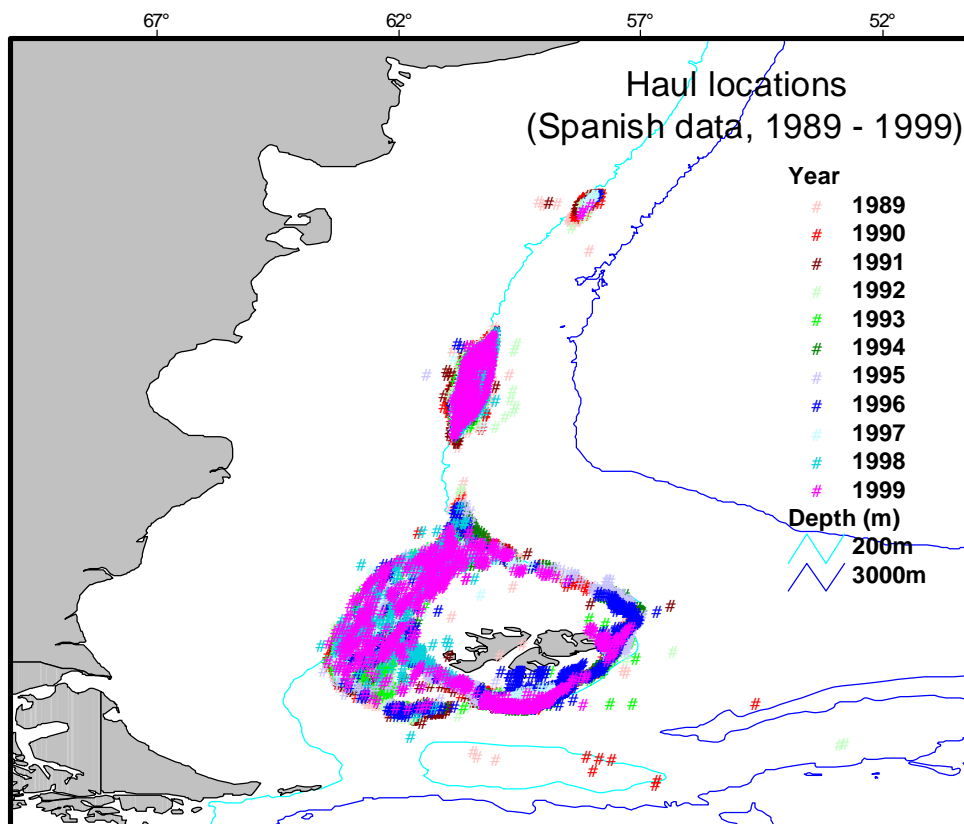 67° 62° 57° 52°
Haul locations
(Spanish data, 1989 - 1999)
Year
# 1989
# 1990
# 1991
# 1992
# 1993
# 1994
# 1995
# 1996
# 1997
# 1998
# 1999
Depth (m)
200m
3000m